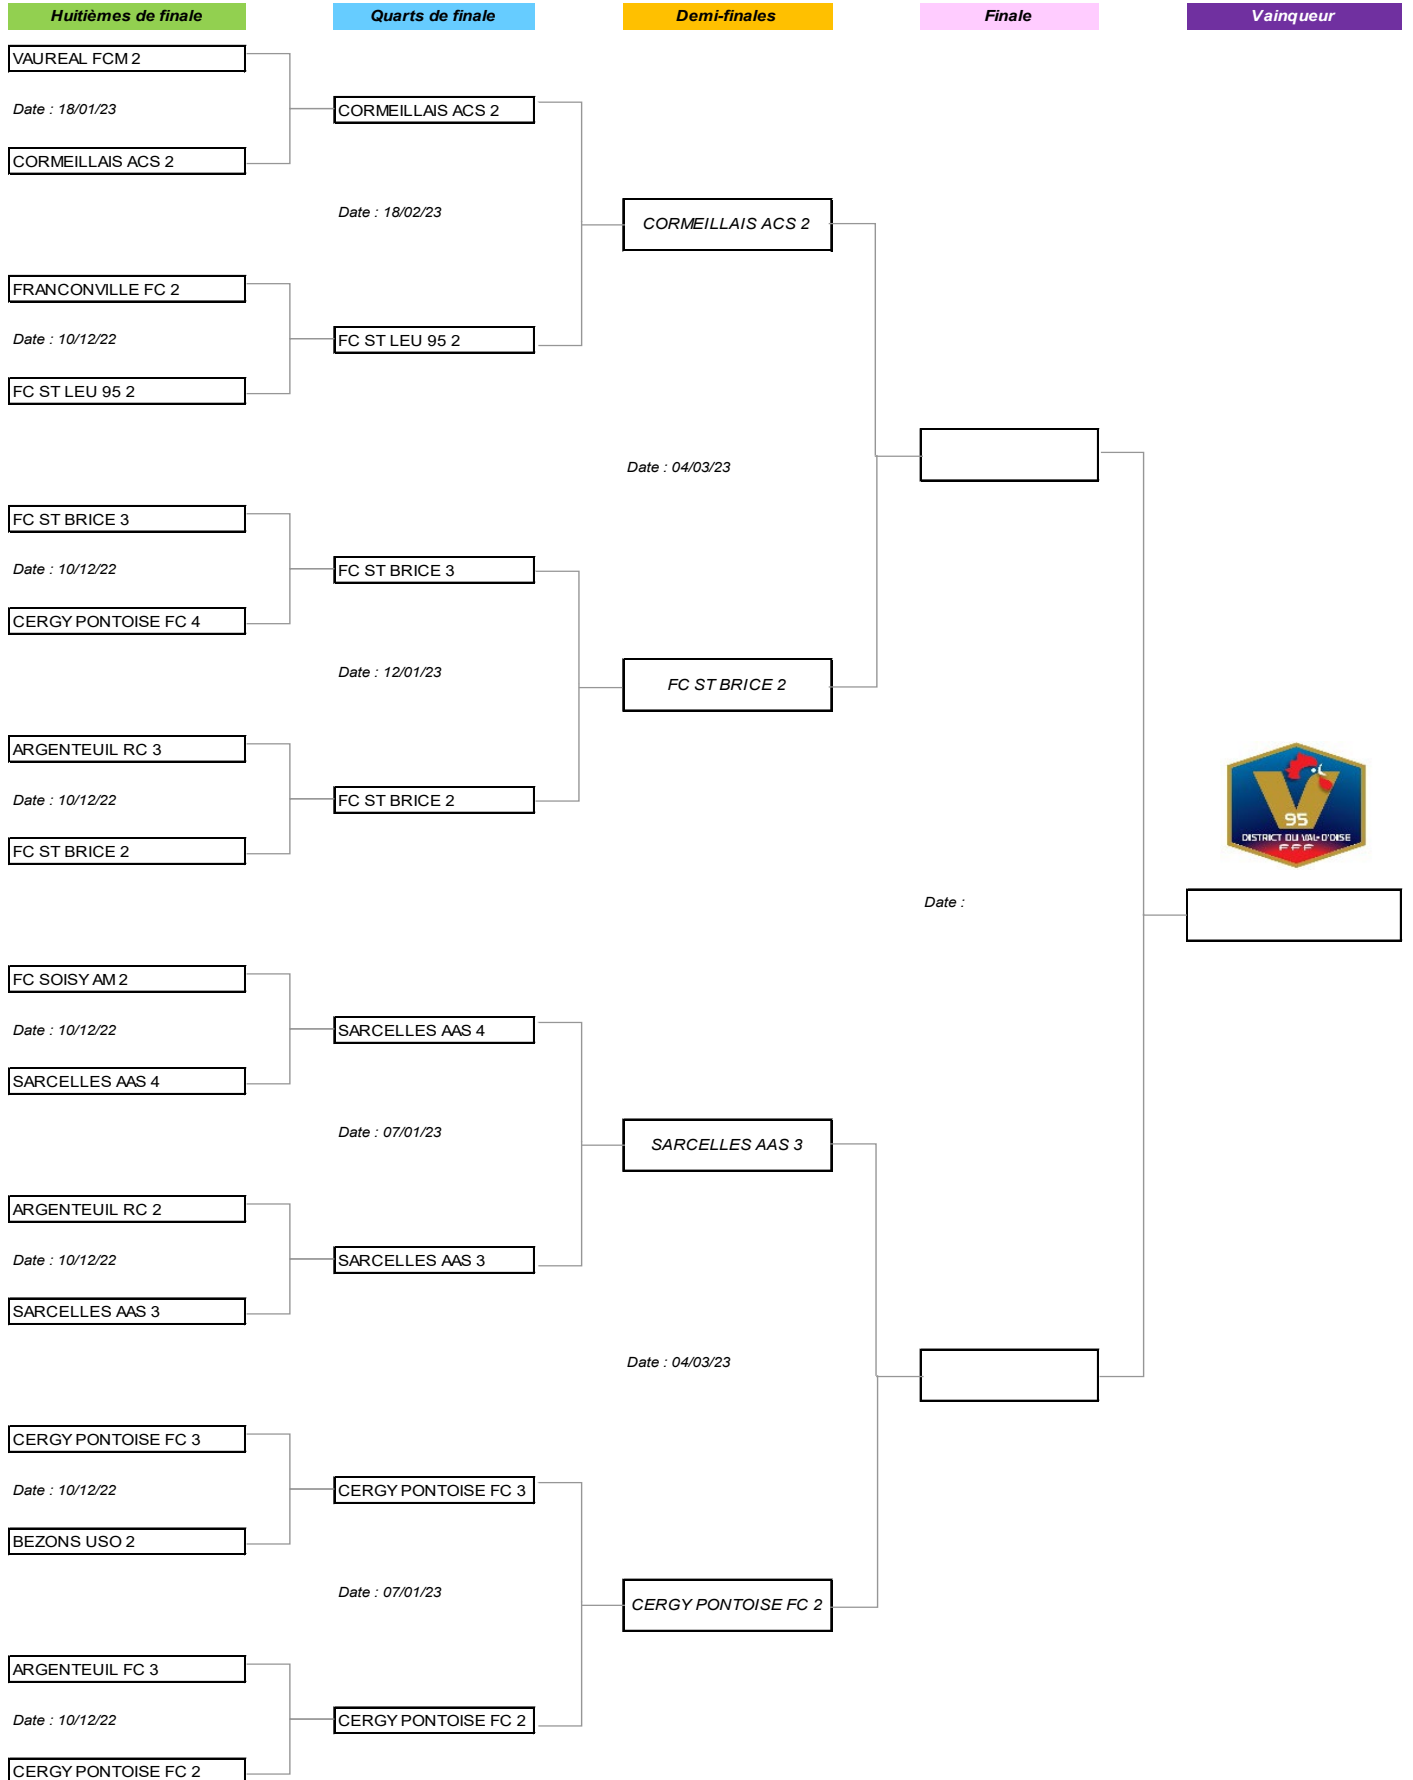 Huitièmes de finale
Quarts de finale
Demi-finales
Finale
Vainqueur
VAUREAL FCM 2
Date : 18/01/23
CORMEILLAIS ACS 2
CORMEILLAIS ACS 2
Date : 18/02/23
CORMEILLAIS ACS 2
FRANCONVILLE FC 2
Date : 10/12/22
FC ST LEU 95 2
FC ST LEU 95 2
Date : 04/03/23
FC ST BRICE 3
Date : 10/12/22
FC ST BRICE 3
CERGY PONTOISE FC 4
Date : 12/01/23
FC ST BRICE 2
ARGENTEUIL RC 3
Date : 10/12/22
FC ST BRICE 2
FC ST BRICE 2
95
DISTRICT DU VAL-D'OISE
FFF
Date :
FC SOISY AM 2
Date : 10/12/22
SARCELLES AAS 4
SARCELLES AAS 4
Date : 07/01/23
SARCELLES AAS 3
ARGENTEUIL RC 2
Date : 10/12/22
SARCELLES AAS 3
SARCELLES AAS 3
Date : 04/03/23
CERGY PONTOISE FC 3
Date : 10/12/22
CERGY PONTOISE FC 3
BEZONS USO 2
Date : 07/01/23
CERGY PONTOISE FC 2
ARGENTEUIL FC 3
Date : 10/12/22
CERGY PONTOISE FC 2
CERGY PONTOISE FC 2